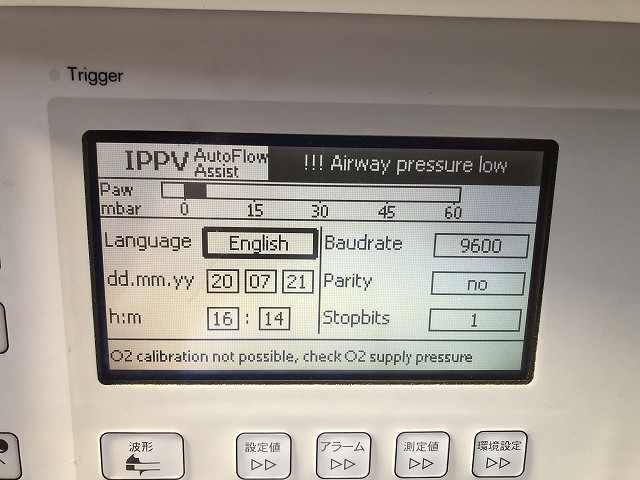 Trigger
IPPV AutoFlow Assist
!!! Airway pressure low
Paw
mbar 0 15 30 45 60
Language English Baudrate 9600
dd.mm.yy 20 07 21 Parity no
h:m 16 : 14 Stopbits 1
O2 calibration not possible, check O2 supply pressure
波形 設定値 アラーム 測定値 環境設定